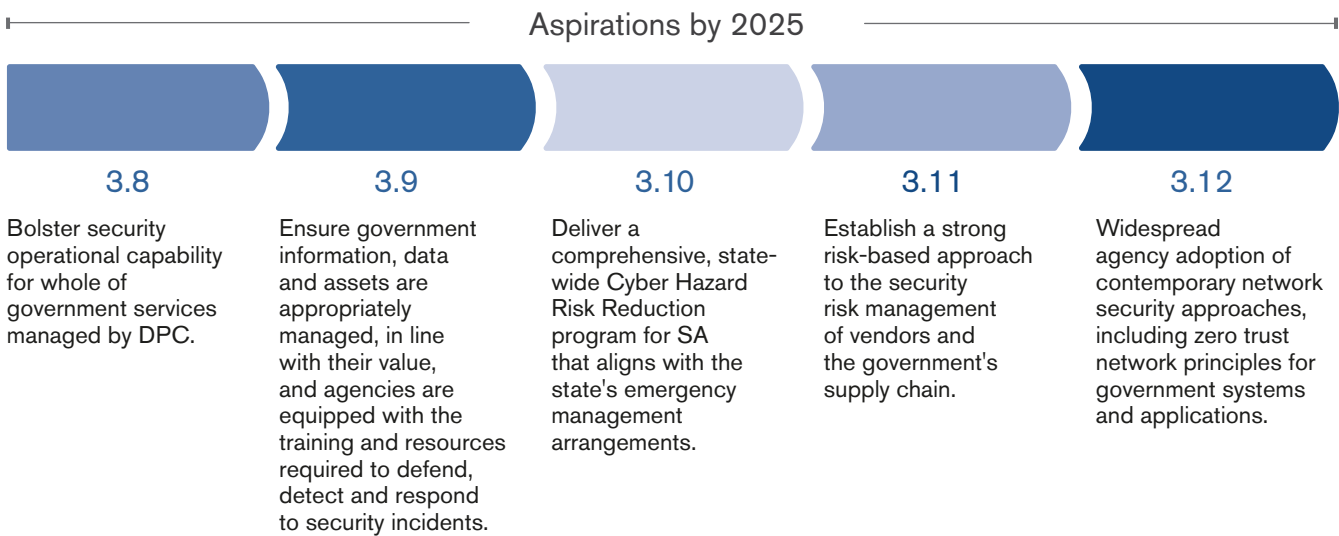 Aspirations by 2025
3.8
Bolster security
operational capability
for whole of
government services
managed by DPC.
3.9
Ensure government
information, data
and assets are
appropriately
managed, in line
with their value,
and agencies are
equipped with the
training and resources
required to defend,
detect and respond
to security incidents.
3.10
Deliver a
comprehensive, state-
wide Cyber Hazard
Risk Reduction
program for SA
that aligns with the
state's emergency
management
arrangements.
3.11
Establish a strong
risk-based approach
to the security
risk management
of vendors and
the government's
supply chain.
3.12
Widespread
agency adoption of
contemporary network
security approaches,
including zero trust
network principles for
government systems
and applications.